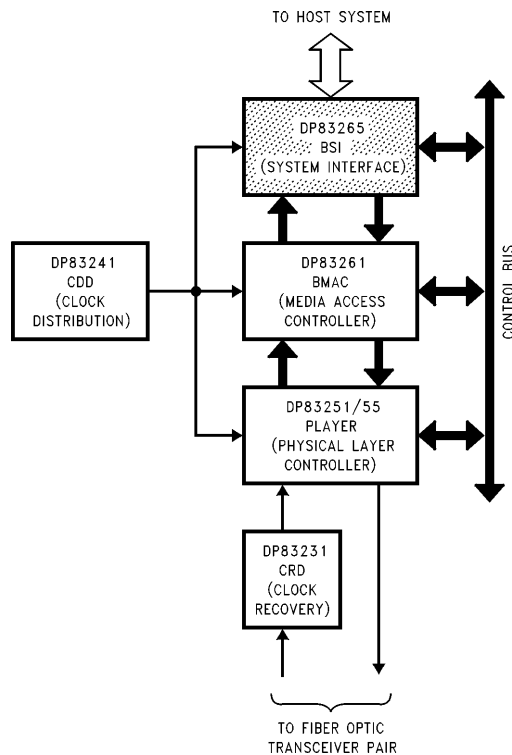 TO HOST SYSTEM
DP83265
BSI
(SYSTEM INTERFACE)
DP83241
CDD
(CLOCK
DISTRIBUTION)
DP83261
BMAC
(MEDIA ACCESS
CONTROLLER)
CONTROL BUS
DP83251/55
PLAYER
(PHYSICAL LAYER
CONTROLLER)
DP83231
CRD
(CLOCK
RECOVERY)
TO FIBER OPTIC
TRANSCEIVER PAIR